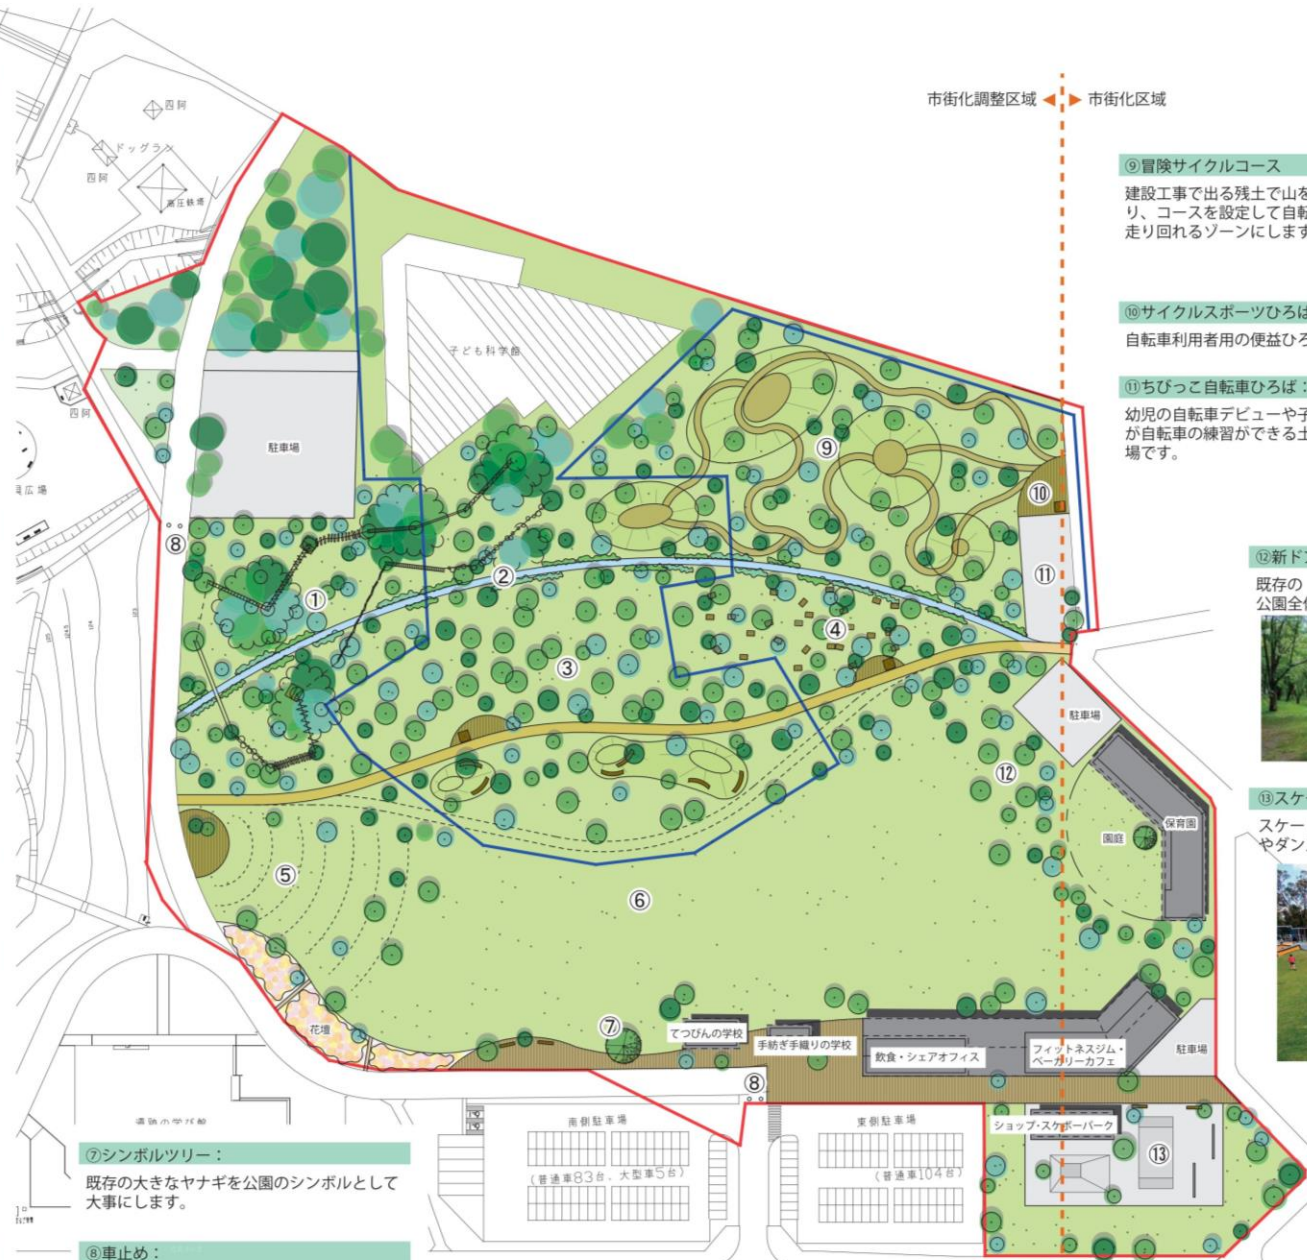 市街化調整区域 ◀ ▶ 市街化区域
四阿
ドッグラン
四阿
高圧鉄塔
四阿
駐車場
子ども科学館
⑨冒険サイクルコース
建設工事で出る残土で山を
り、コースを設定して自転
走り回れるゾーンにします
⑩サイクルスポーツひろば
自転車利用者用の便益ひろ
⑪ちびっこ自転車ひろば：
幼児の自転車デビューや子
が自転車の練習ができる土
場です。
⑫新ド
既存の
公園全体
⑬スケ
スケー
やダン
①
②
③
④
⑤
⑥
⑦
⑧
⑨
⑩
⑪
⑫
駐車場
保育園
園庭
花壇
てつびんの学校
手紡ぎ手織りの学校
飲食・シェアオフィス
フィットネスジム・
ベーカリーカフェ
駐車場
⑧
遺跡の学び館
南側駐車場
(普通車83台、大型車5台)
東側駐車場
(普通車104台)
ショップ・スケボーパーク
⑬
⑦シンボルツリー：
既存の大きなヤナギを公園のシンボルとして
大事にします。
⑧車止め：